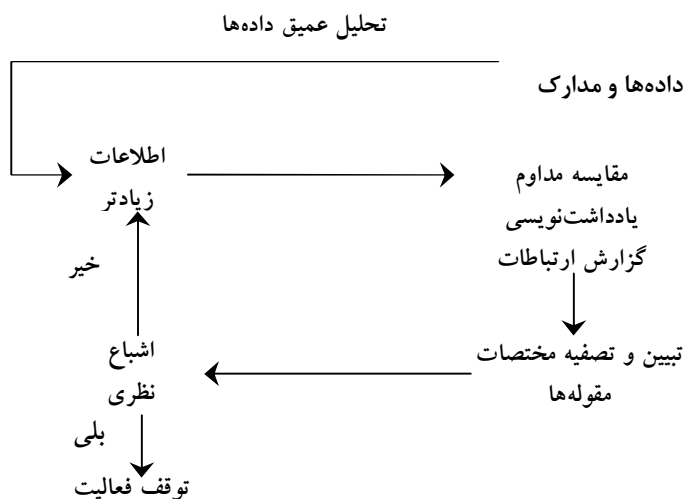 تحلیل عمیق داده‌ها
داده‌ها و مدارک
اطلاعات
زیادتر
مقایسه مداوم
یادداشت‌نویسی
گزارش ارتباطات
خیر
تبیین و تصفیه مختصات
مقوله‌ها
اشباع
نظری
بلی
توقف فعالیت